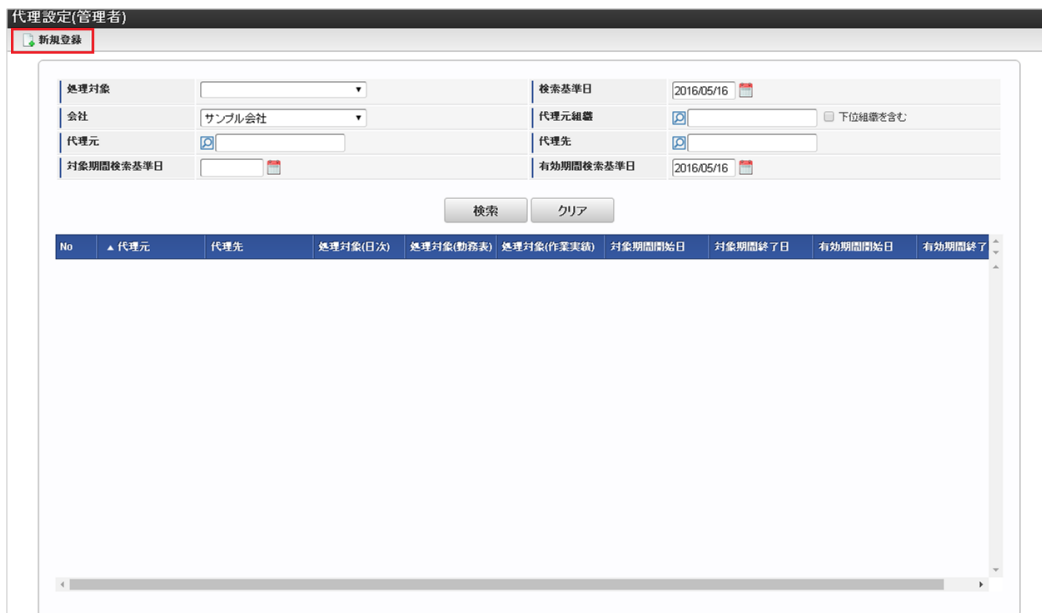 代理設定(管理者)
新規登録
処理対象 検索基準日 2016/05/16
会社 サンプル会社 代理元組織 下位組織を含む
代理元 代理先
対象期間検索基準日 有効期間検索基準日 2016/05/16
検索 クリア
No ▲代理元 代理先 処理対象(日次) 処理対象(勤務表) 処理対象(作業実績) 対象期間開始日 対象期間終了日 有効期間開始日 有効期間終了